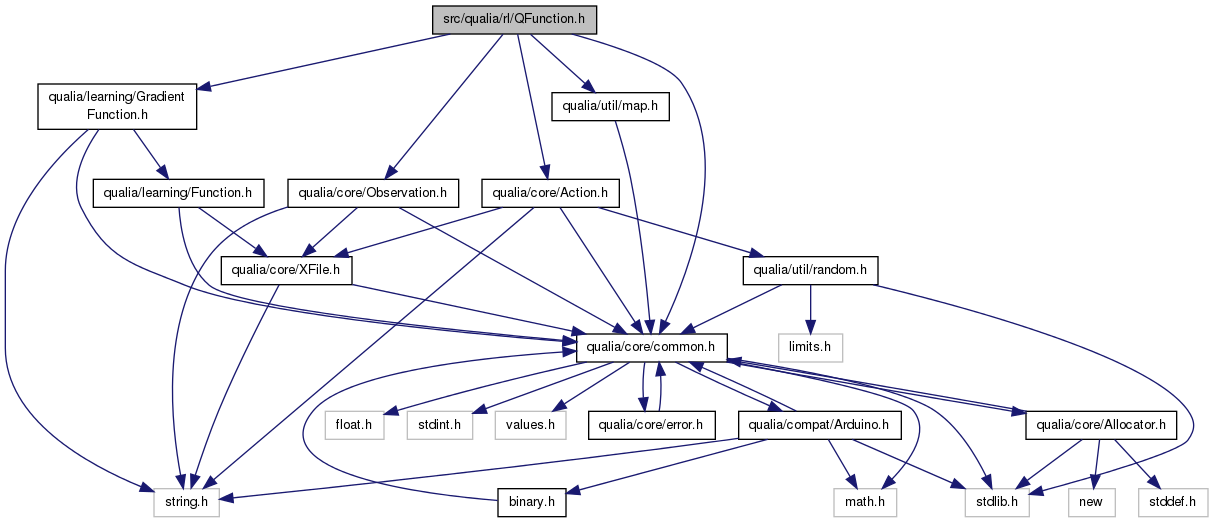 src/qualia/rl/QFunction.h
qualia/learning/Gradient
Function.h
qualia/util/map.h
qualia/learning/Function.h
qualia/core/Observation.h
qualia/core/Action.h
qualia/core/XFile.h
qualia/util/random.h
qualia/core/common.h
limits.h
float.h
stdint.h
values.h
qualia/core/error.h
qualia/compat/Arduino.h
qualia/core/Allocator.h
string.h
binary.h
math.h
stdlib.h
new
stddef.h